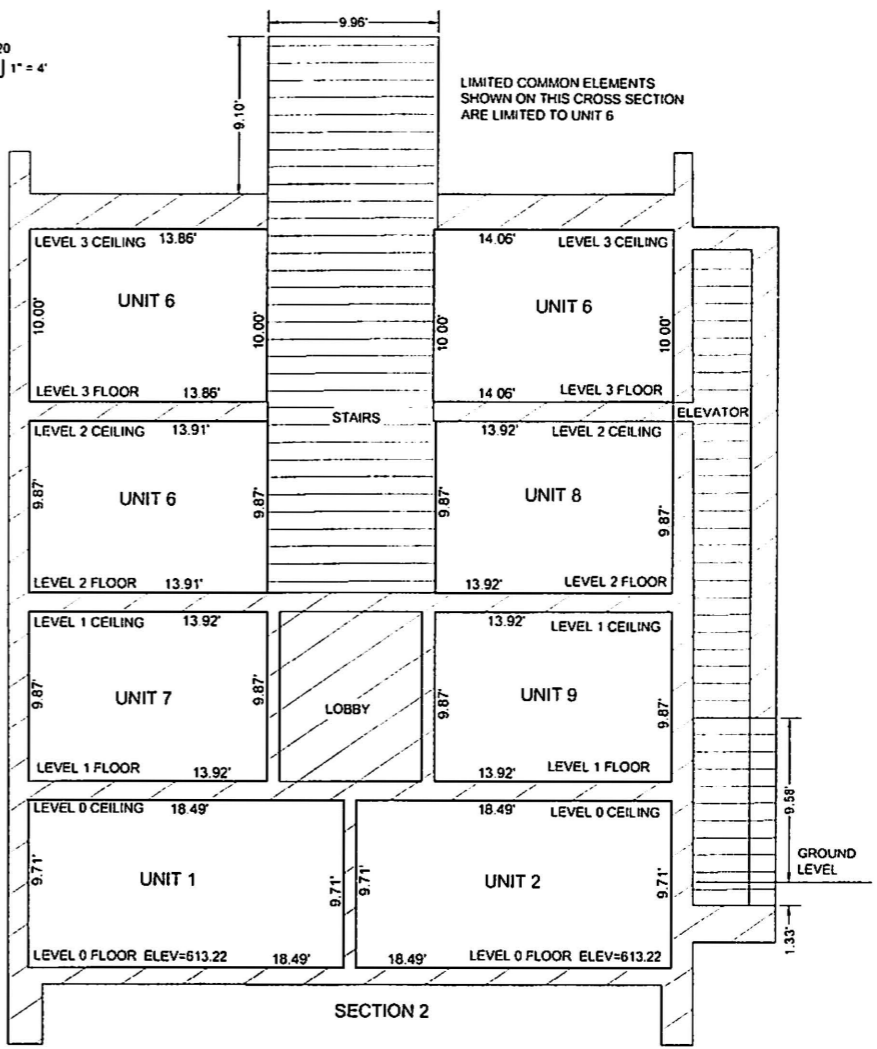 9.96'
20
1" = 4'
9.10'
LIMITED COMMON ELEMENTS
SHOWN ON THIS CROSS SECTION
ARE LIMITED TO UNIT 6
LEVEL 3 CEILING 13.86'
14.06' LEVEL 3 CEILING
UNIT 6
UNIT 6
10.00'
10.00'
10.00'
10.00'
LEVEL 3 FLOOR 13.86'
14.06' LEVEL 3 FLOOR
STAIRS
ELEVATOR
LEVEL 2 CEILING 13.91'
13.92' LEVEL 2 CEILING
UNIT 6
UNIT 8
9.87'
9.87'
9.87'
9.87'
LEVEL 2 FLOOR 13.91'
13.92' LEVEL 2 FLOOR
LEVEL 1 CEILING 13.92'
13.92' LEVEL 1 CEILING
UNIT 7
LOBBY
UNIT 9
9.87'
9.87'
9.87'
9.87'
LEVEL 1 FLOOR 13.92'
13.92' LEVEL 1 FLOOR
9.58'
LEVEL 0 CEILING 18.49'
18.49' LEVEL 0 CEILING
GROUND
LEVEL
UNIT 1
UNIT 2
9.71'
9.71'
9.71'
9.71'
1.33'
LEVEL 0 FLOOR ELEV=613.22 18.49'
18.49' LEVEL 0 FLOOR ELEV=613.22
SECTION 2